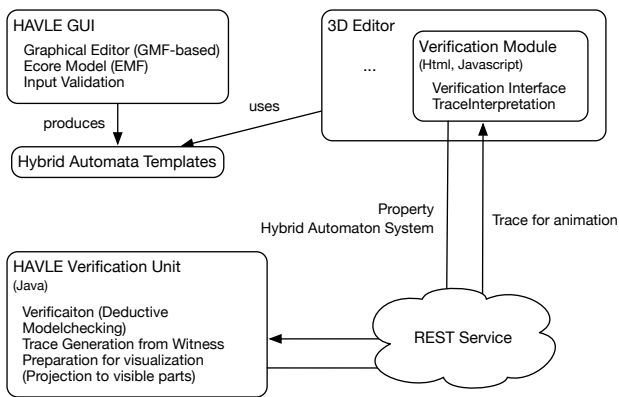 HAVLE GUI
Graphical Editor (GMF-based)
Ecore Model (EMF)
Input Validation
3D Editor
...
Verification Module
(Html, Javascript)
Verification Interface
TraceInterpretation
produces
uses
Hybrid Automata Templates
Property
Hybrid Automaton System
Trace for animation
HAVLE Verification Unit
(Java)
Verificaiton (Deductive
Modelchecking)
Trace Generation from Witness
Preparation for visualization
(Projection to visible parts)
REST Service